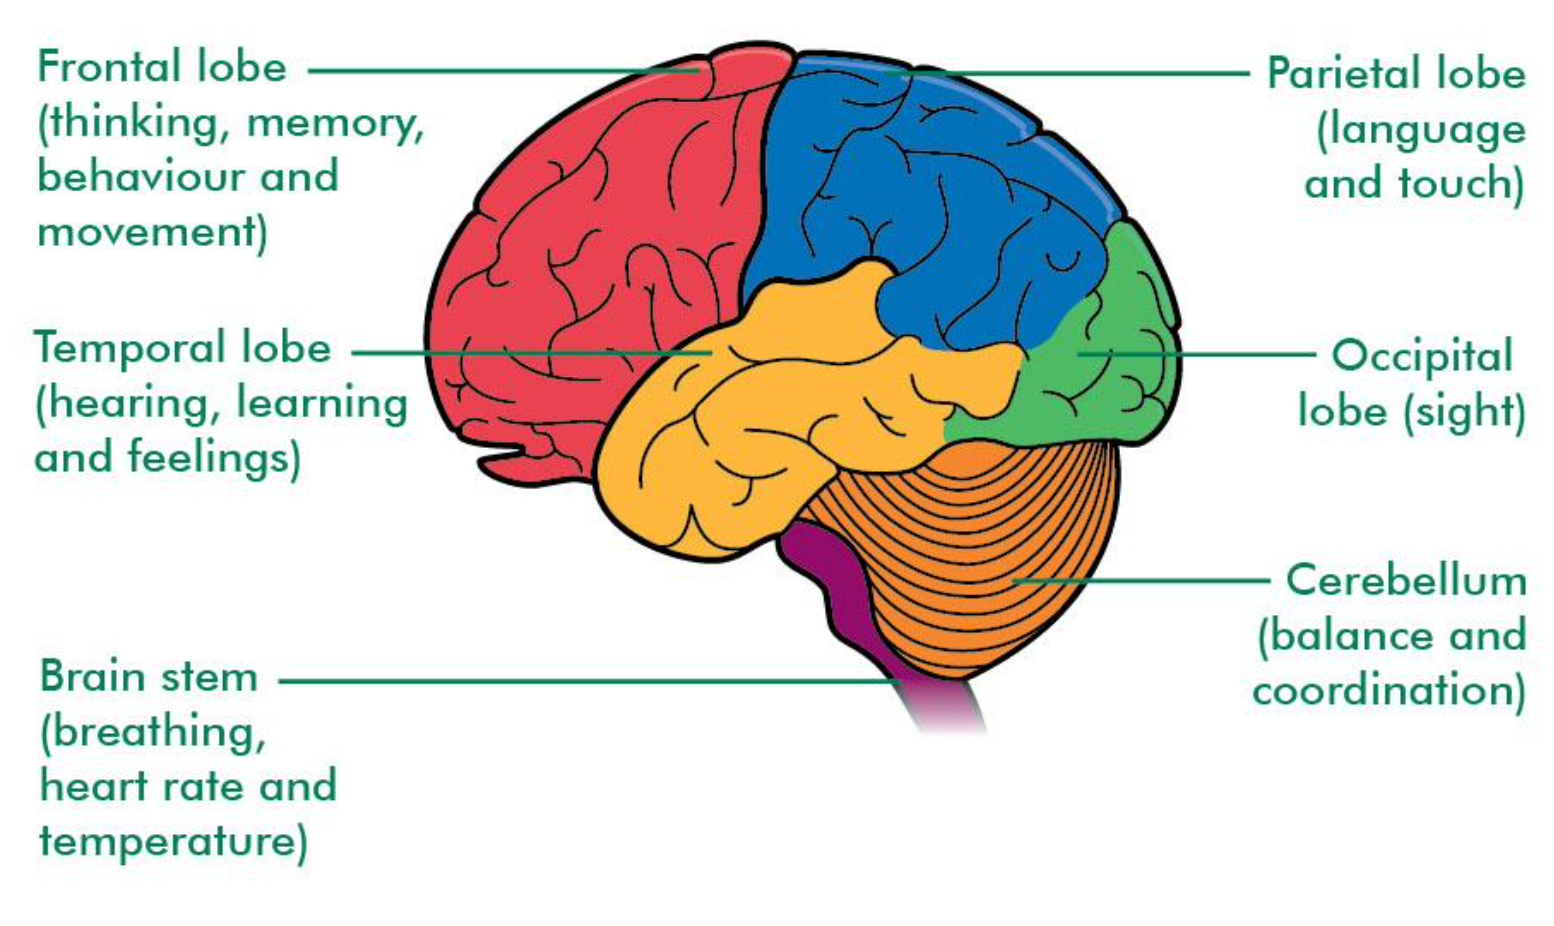 Frontal lobe
(thinking, memory,
behaviour and
movement)
Temporal lobe
(hearing, learning
and feelings)
Brain stem
(breathing,
heart rate and
temperature)
Parietal lobe
(language
and touch)
Occipital
lobe (sight)
Cerebellum
(balance and
coordination)